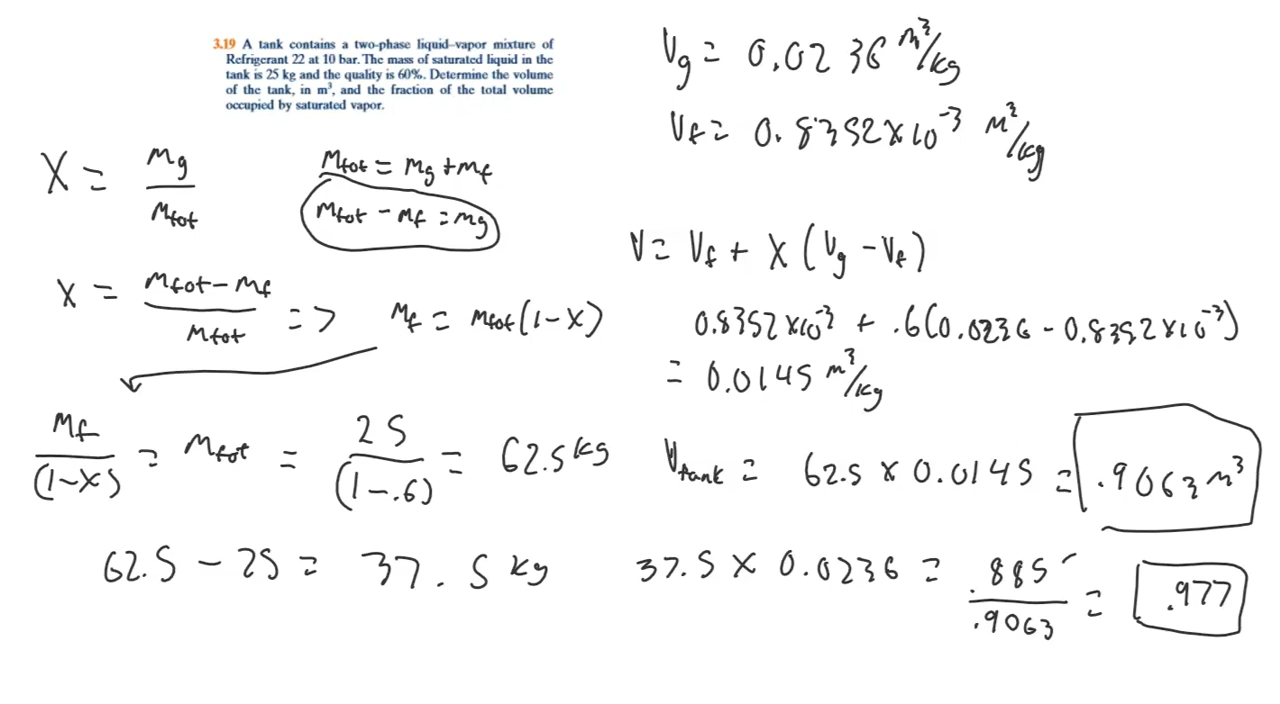 3.19 A tank contains a two-phase liquid–vapor mixture of
Refrigerant 22 at 10 bar. The mass of saturated liquid in the
tank is 25 kg and the quality is 60%. Determine the volume
of the tank, in m³, and the fraction of the total volume
occupied by saturated vapor.
X = mg / mtot
mtot = mg + mf
mtot - mf = mg
X = mtot - mf / mtot => mf = mtot(1-X)
mf / (1-X) = mtot = 25 / (1-.6) = 62.5 kg
62.5 - 25 = 37.5 kg
Vg = 0.0236 m³/kg
Vf = 0.8352×10⁻³ m³/kg
V = Vf + X (Vg - Vf)
0.8352×10⁻³ + .6(0.0236 - 0.8352×10⁻³)
= 0.0145 m³/kg
Vtank = 62.5 × 0.0145 = .9063 m³
37.5 × 0.0236 = .885 / .9063 = .977